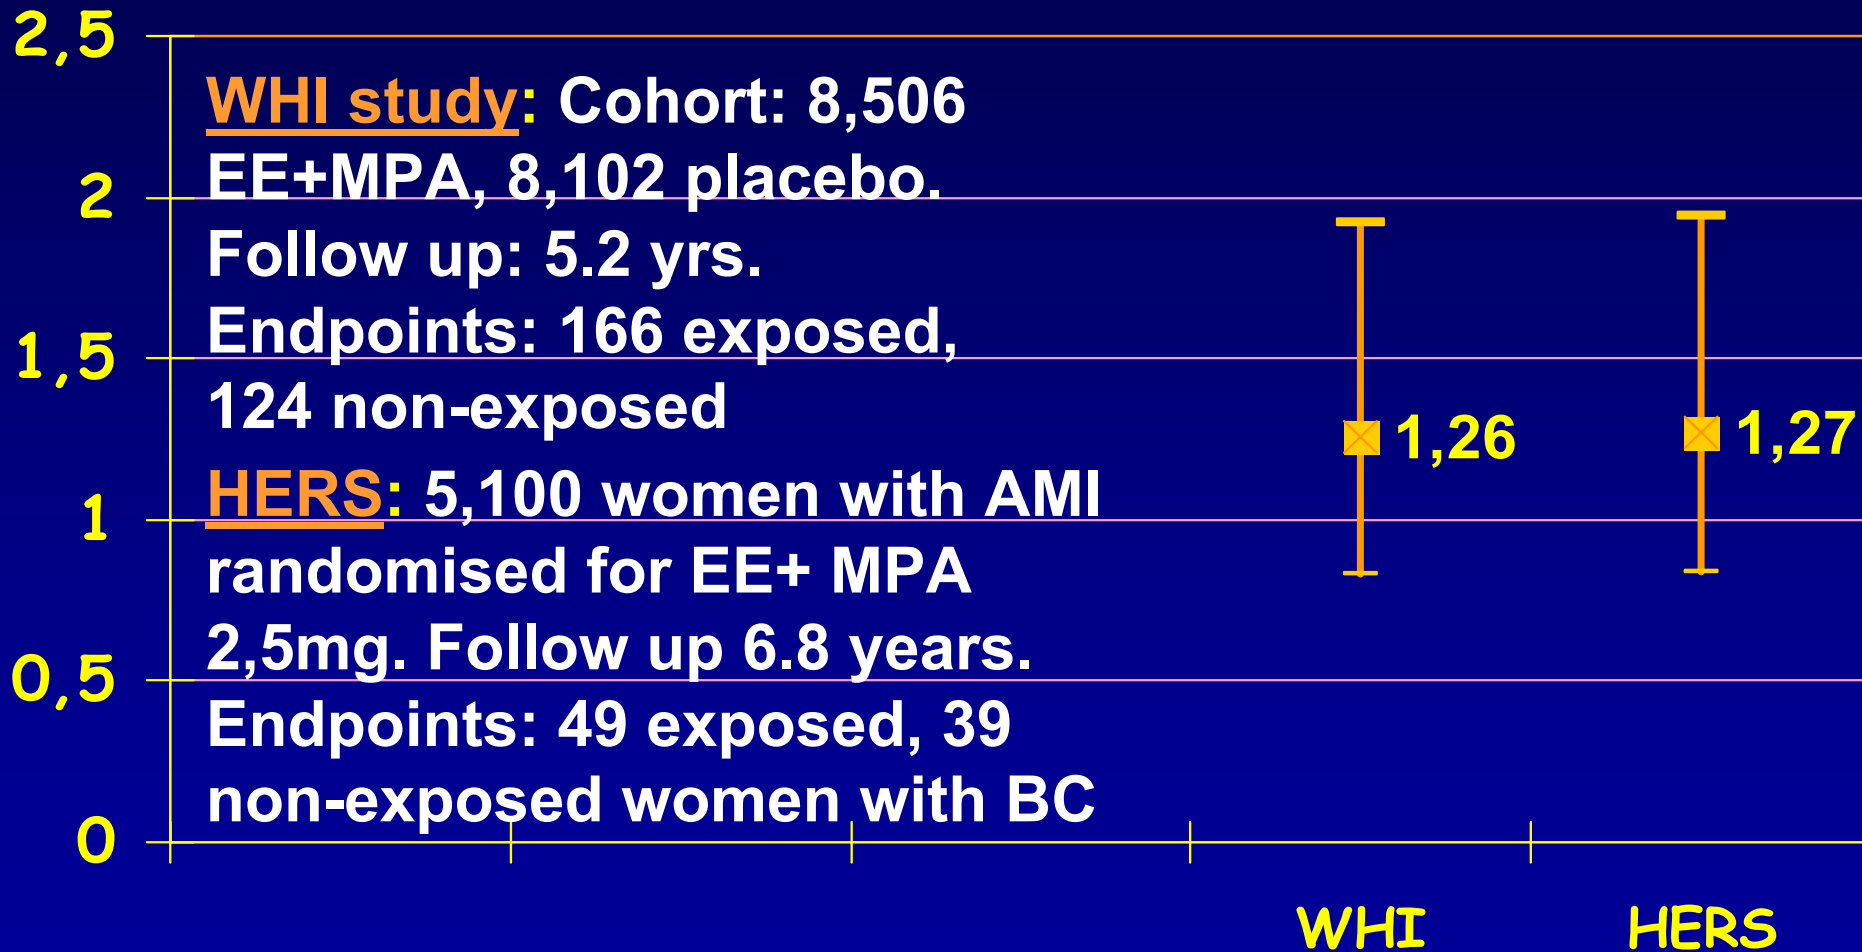 2,5
2
1,5
1
0,5
0
WHI study: Cohort: 8,506
EE+MPA, 8,102 placebo.
Follow up: 5.2 yrs.
Endpoints: 166 exposed,
124 non-exposed
HERS: 5,100 women with AMI
randomised for EE+ MPA
2,5mg. Follow up 6.8 years.
Endpoints: 49 exposed, 39
non-exposed women with BC
1,26
1,27
WHI
HERS